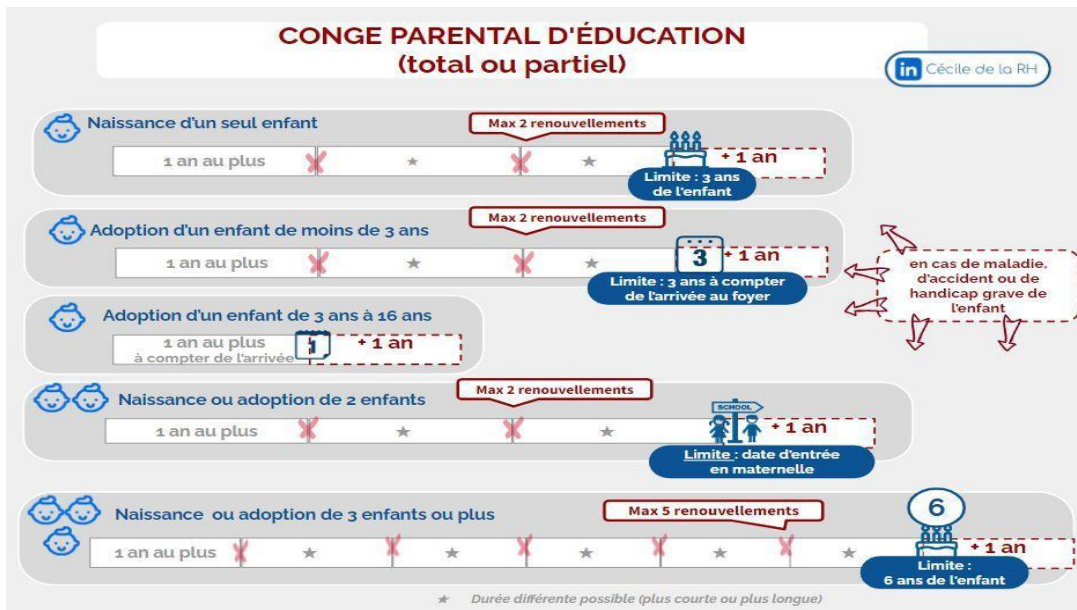 CONGE PARENTAL D'ÉDUCATION
(total ou partiel)
in Cécile de la RH
Naissance d'un seul enfant
Max 2 renouvellements
1 an au plus
★
★
+ 1 an
Limite : 3 ans
de l'enfant
Adoption d'un enfant de moins de 3 ans
Max 2 renouvellements
1 an au plus
★
★
3
+ 1 an
Limite : 3 ans à compter
de l'arrivée au foyer
en cas de maladie,
d'accident ou de
handicap grave de
l'enfant
Adoption d'un enfant de 3 ans à 16 ans
1 an au plus
à compter de l'arrivée
1
+ 1 an
Naissance ou adoption de 2 enfants
Max 2 renouvellements
1 an au plus
★
★
SCHOOL
+ 1 an
Limite : date d'entrée
en maternelle
Naissance ou adoption de 3 enfants ou plus
Max 5 renouvellements
6
1 an au plus
★
★
★
★
★
+ 1 an
Limite :
6 ans de l'enfant
★ Durée différente possible (plus courte ou plus longue)